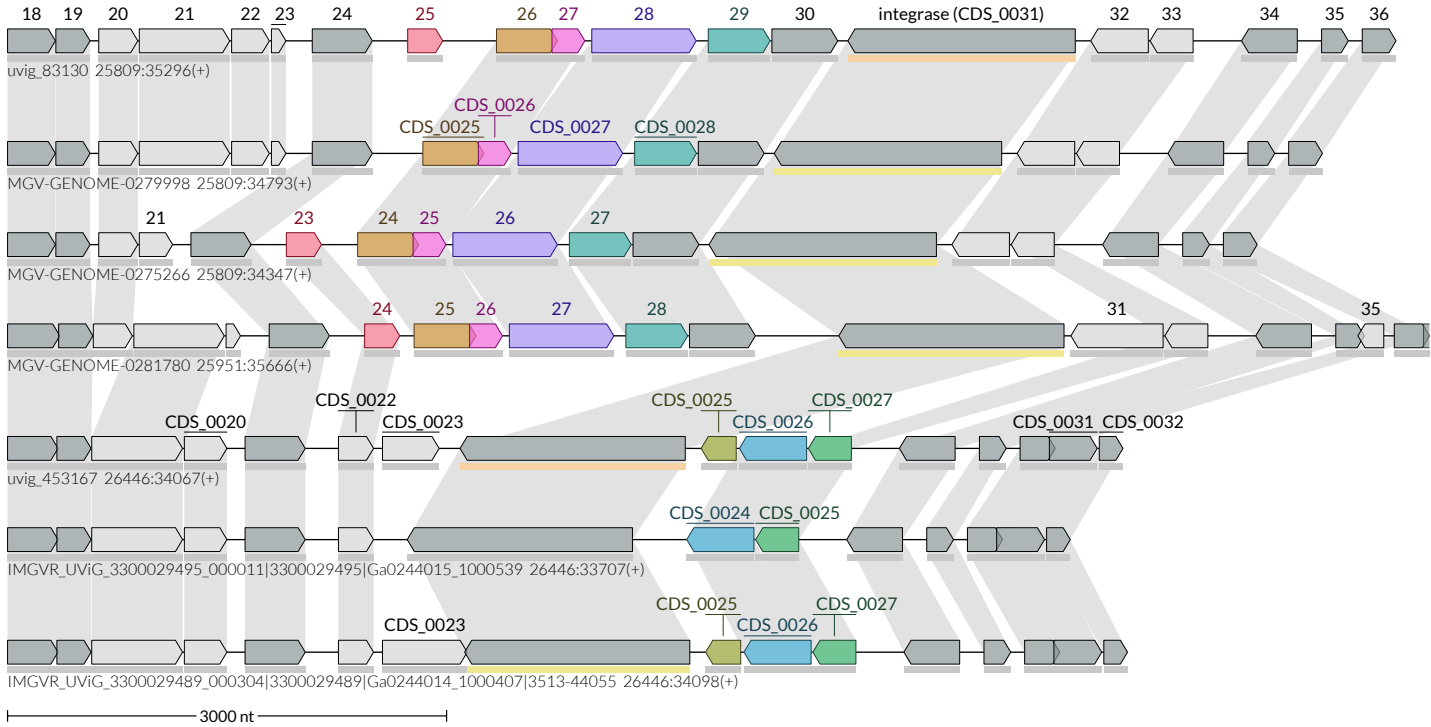 18 19 20 21 22 23 24 25 26 27 28 29 30 integrase (CDS_0031) 32 33 34 35 36
uvig_83130 25809:35296(+)
CDS_0026
CDS_0025 CDS_0027 CDS_0028
MGV-GENOME-0279998 25809:34793(+)
21 23 24 25 26 27
MGV-GENOME-0275266 25809:34347(+)
24 25 26 27 28 31 35
MGV-GENOME-0281780 25951:35666(+)
CDS_0022 CDS_0025 CDS_0027
CDS_0020 CDS_0023 CDS_0026 CDS_0031 CDS_0032
uvig_453167 26446:34067(+)
CDS_0024 CDS_0025
IMGVR_UViG_3300029495_000011|3300029495|Ga0244015_1000539 26446:33707(+)
CDS_0025 CDS_0027
CDS_0023 CDS_0026
IMGVR_UViG_3300029489_000304|3300029489|Ga0244014_1000407|3513-44055 26446:34098(+)
3000 nt